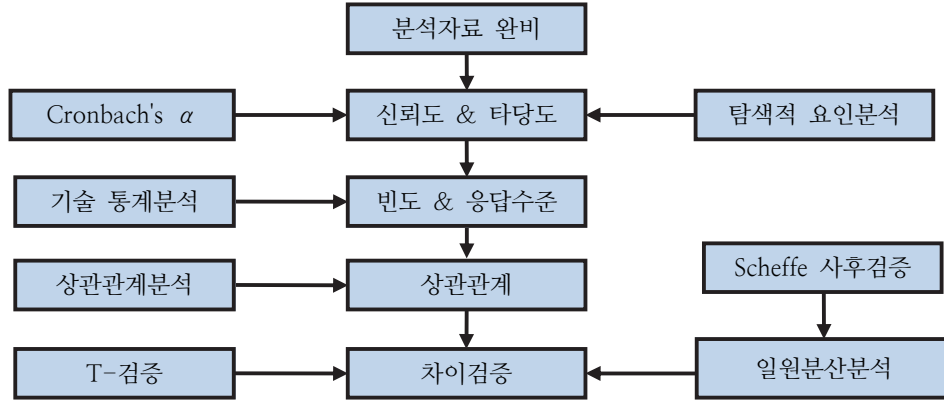 분석자료 완비
Cronbach's α
신뢰도 & 타당도
탐색적 요인분석
기술 통계분석
빈도 & 응답수준
Scheffe 사후검증
상관관계분석
상관관계
T-검증
차이검증
일원분산분석